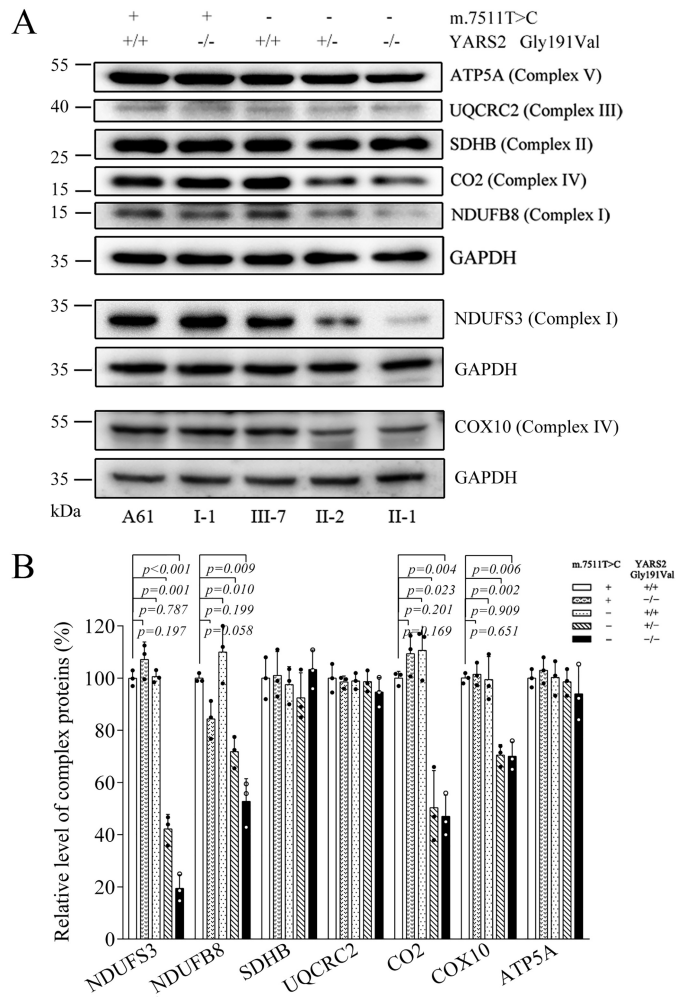 A
+ + - - - m.7511T>C
+/+ -/- +/+ +/- -/- YARS2 Gly191Val
55 ATP5A (Complex V)
40 UQCRC2 (Complex III)
25 SDHB (Complex II)
15 CO2 (Complex IV)
15 NDUFB8 (Complex I)
35 GAPDH
35 NDUFS3 (Complex I)
35 GAPDH
55 COX10 (Complex IV)
35 GAPDH
kDa
A61 I-1 III-7 II-2 II-1
B
m.7511T>C YARS2
Gly191Val
+ +/+
+ −/−
− +/+
− +/-
− −/−
p<0.001 p=0.009 p=0.004 p=0.006
p=0.001 p=0.010 p=0.023 p=0.002
p=0.787 p=0.199 p=0.201 p=0.909
p=0.197 p=0.058 p=0.169 p=0.651
Relative level of complex proteins (%)
120
100
80
60
40
20
0
NDUFS3 NDUFB8 SDHB UQCRC2 CO2 COX10 ATP5A